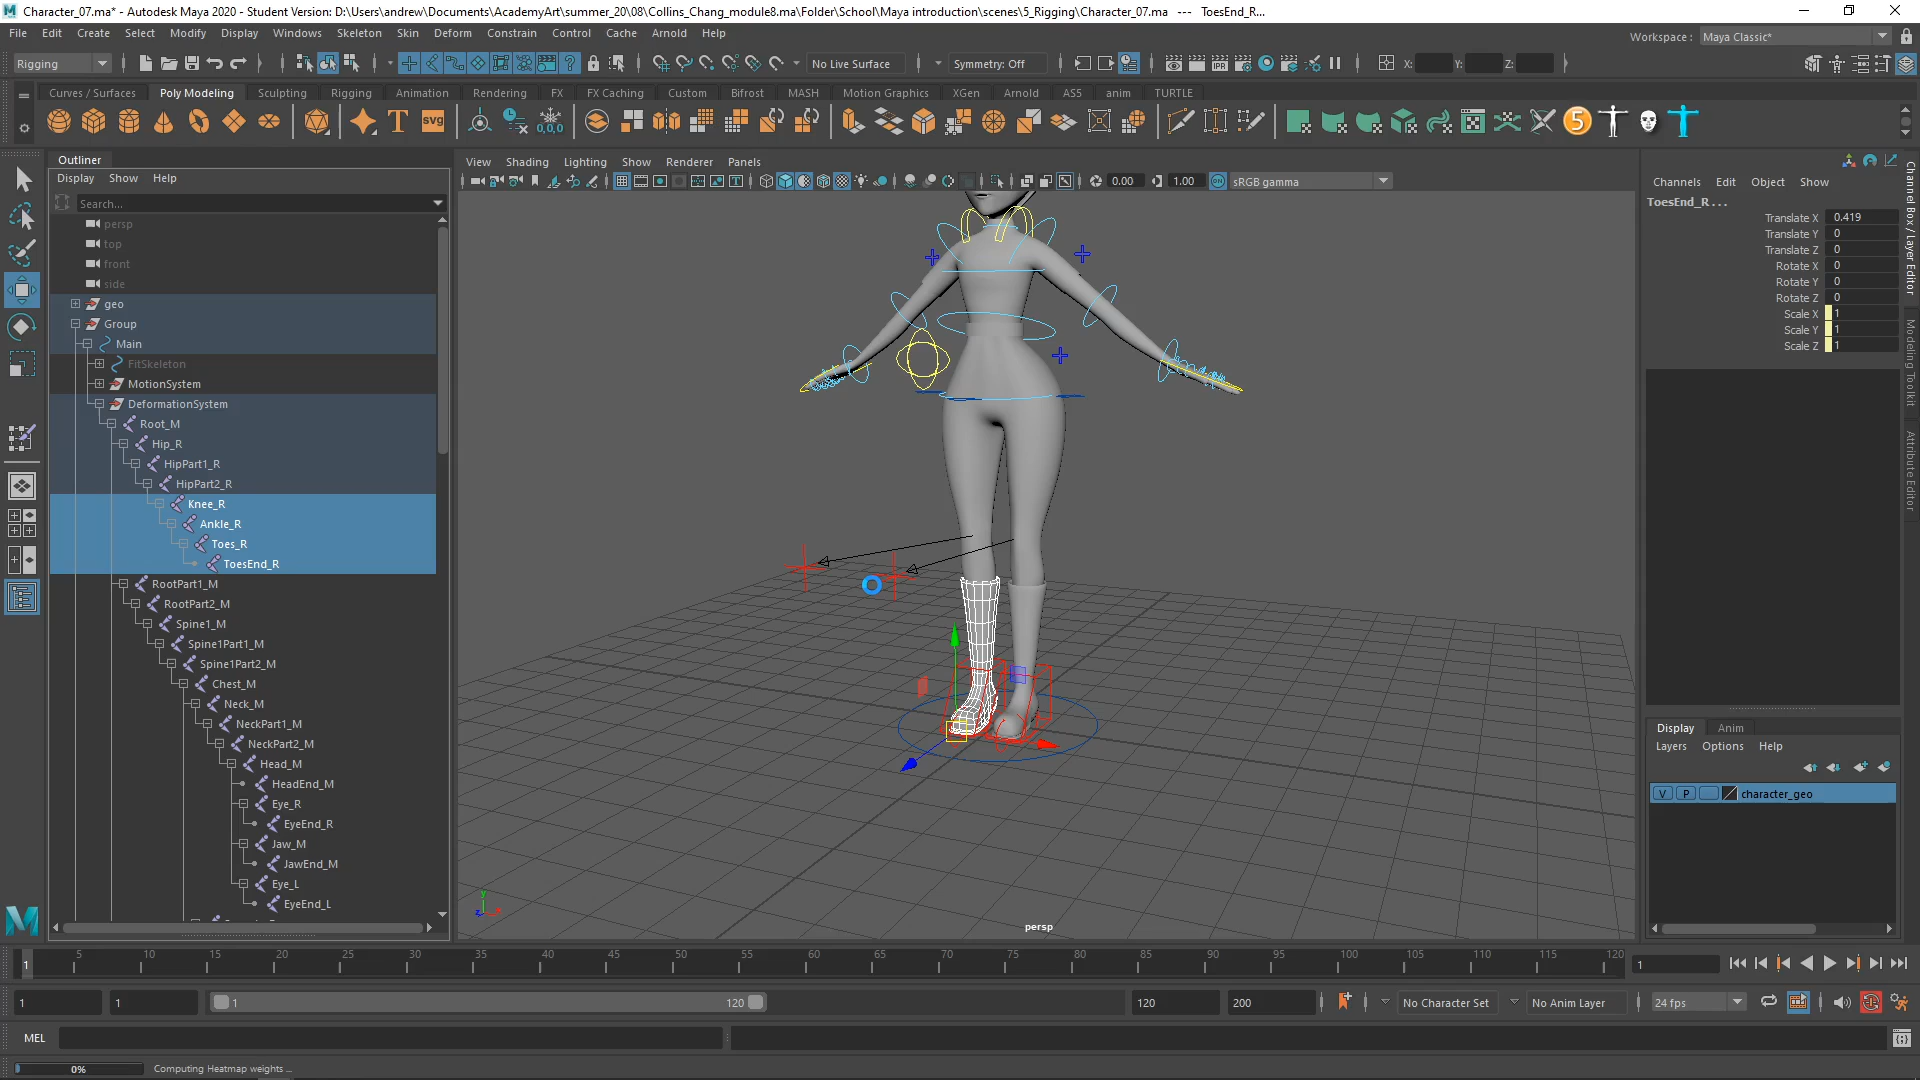 Character_07.ma* - Autodesk Maya 2020 - Student Version: D:\Users\andrew\Documents\AcademyArt\summer_20\08\Collins_Chang_module8.ma\Folder\School\Maya introduction\scenes\5_Rigging\Character_07.ma --- ToesEnd_R...
File Edit Create Select Modify Display Windows Skeleton Skin Deform Constrain Control Cache Arnold Help
Workspace : Maya Classic*
Rigging No Live Surface Symmetry: Off X: Y: Z:
Curves / Surfaces Poly Modeling Sculpting Rigging Animation Rendering FX FX Caching Custom Bifrost MASH Motion Graphics XGen Arnold AS5 anim TURTLE
Outliner
Display Show Help
Search...
persp
top
front
side
geo
Group
Main
FitSkeleton
MotionSystem
DeformationSystem
Root_M
Hip_R
HipPart1_R
HipPart2_R
Knee_R
Ankle_R
Toes_R
ToesEnd_R
RootPart1_M
RootPart2_M
Spine1_M
Spine1Part1_M
Spine1Part2_M
Chest_M
Neck_M
NeckPart1_M
NeckPart2_M
Head_M
HeadEnd_M
Eye_R
EyeEnd_R
Jaw_M
JawEnd_M
Eye_L
EyeEnd_L
View Shading Lighting Show Renderer Panels
0.00 1.00 sRGB gamma
persp
Channels Edit Object Show
ToesEnd_R...
Translate X 0.419
Translate Y 0
Translate Z 0
Rotate X 0
Rotate Y 0
Rotate Z 0
Scale X 1
Scale Y 1
Scale Z 1
Channel Box / Layer Editor
Modeling Toolkit
Attribute Editor
Display Anim
Layers Options Help
V P character_geo
1 5 10 15 20 25 30 35 40 45 50 55 60 65 70 75 80 85 90 95 100 105 110 115 120 1
1 1 1 120 120 200 No Character Set No Anim Layer 24 fps
MEL
0% Computing Heatmap weights ...